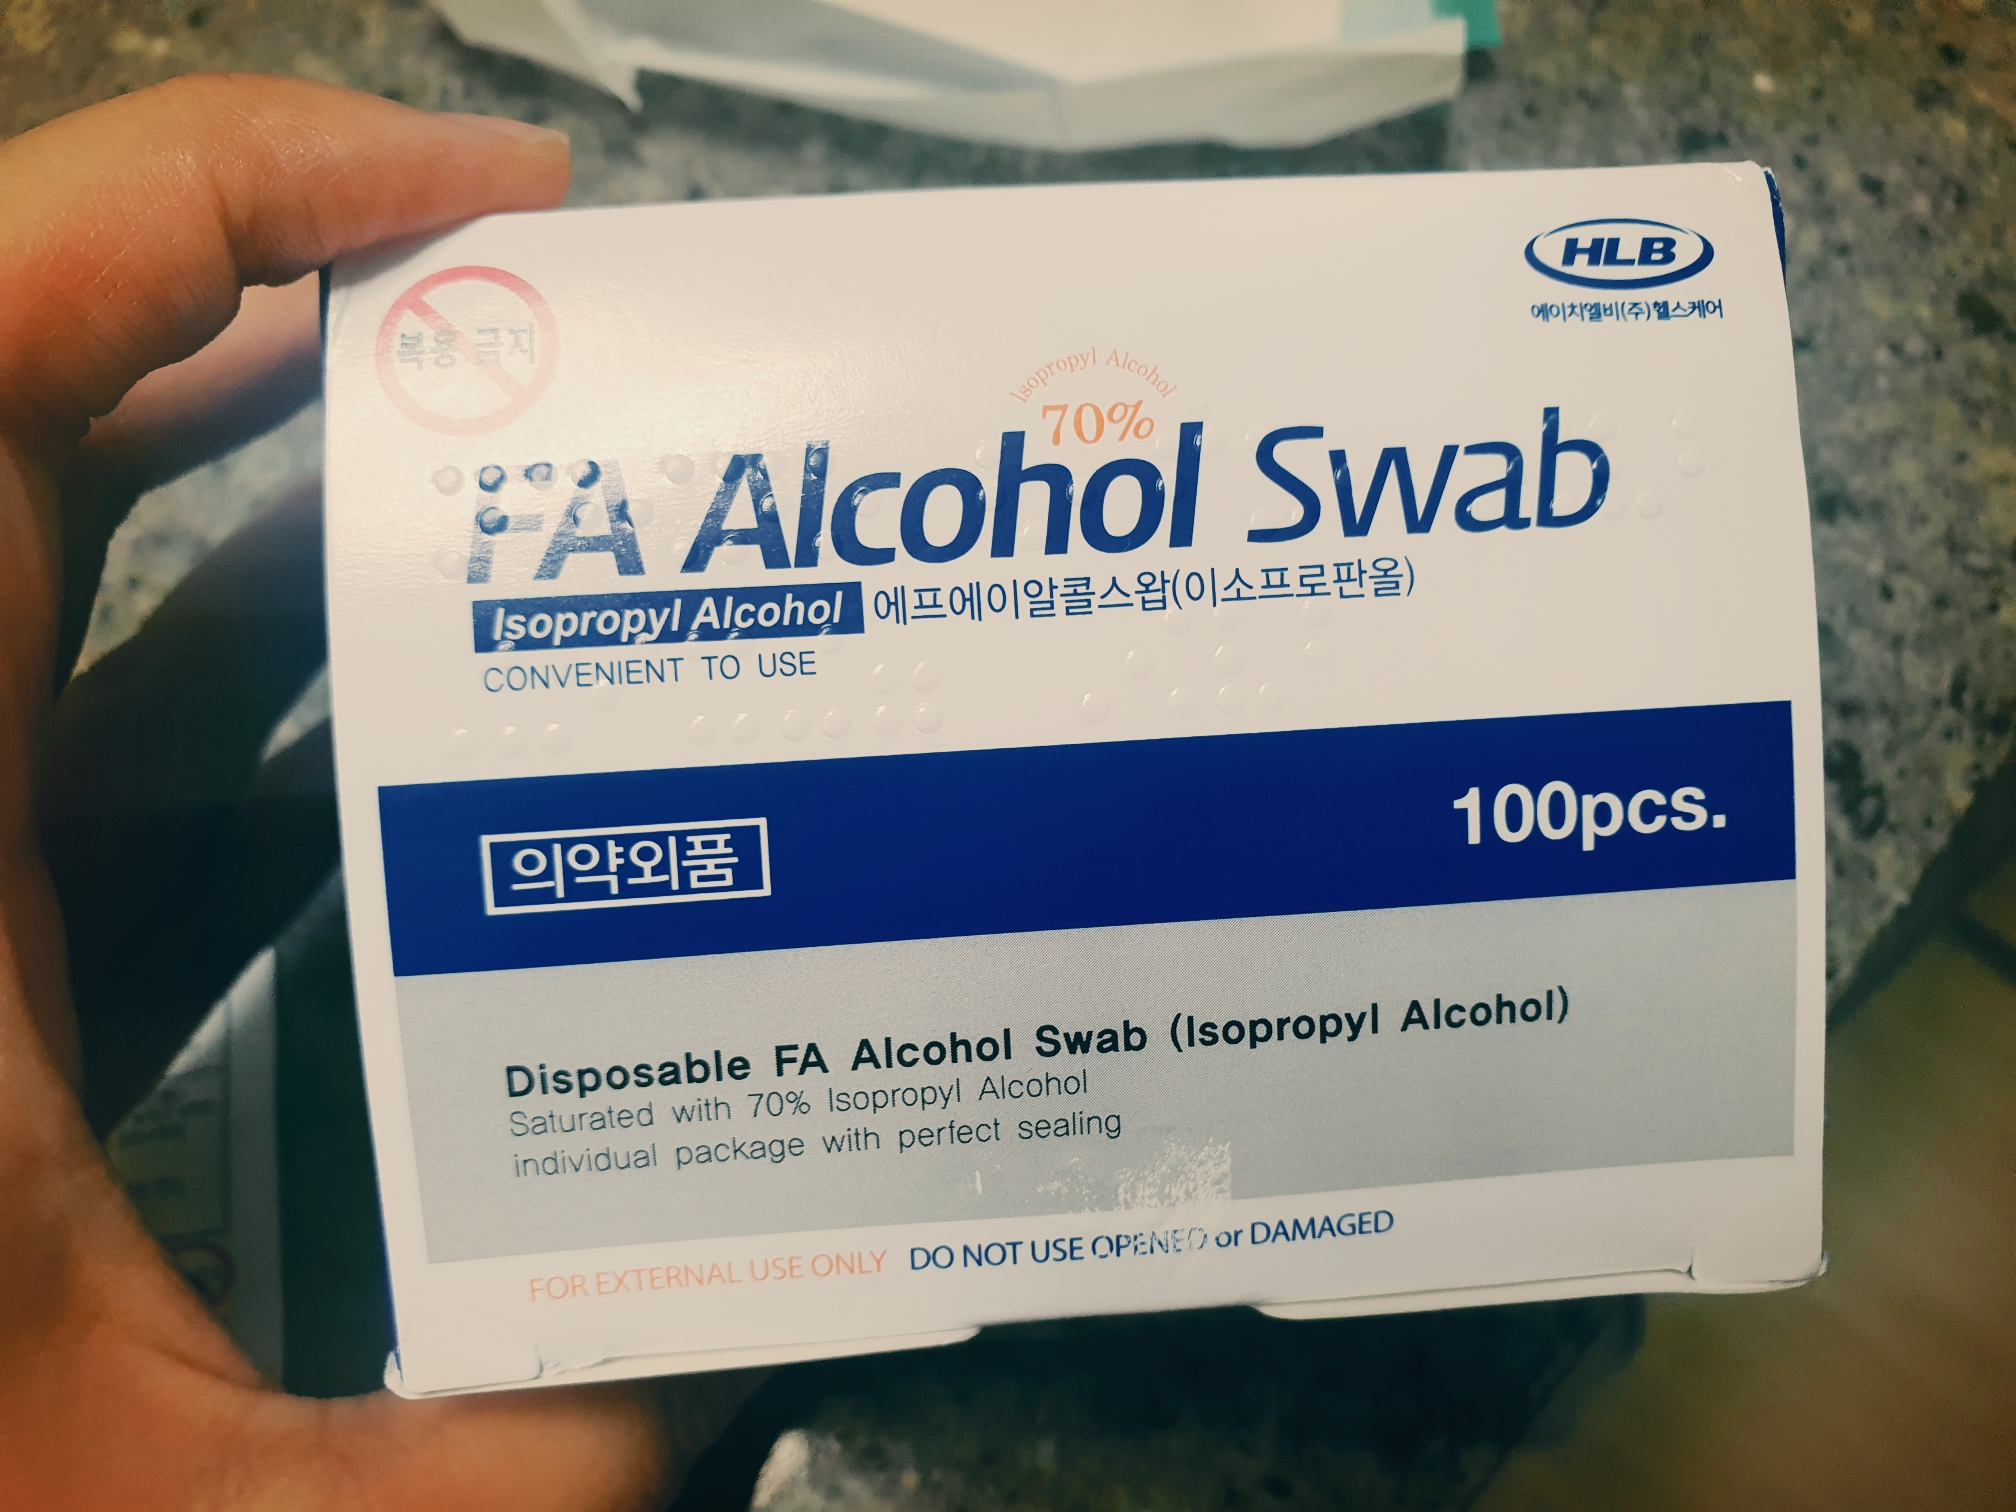 HLB
에이치엘비(주)헬스케어
복용 금지
Isopropyl Alcohol
70%
FA Alcohol Swab
Isopropyl Alcohol 에프에이알콜스왑(이소프로판올)
CONVENIENT TO USE
의약외품
100pcs.
Disposable FA Alcohol Swab (Isopropyl Alcohol)
Saturated with 70% Isopropyl Alcohol
individual package with perfect sealing
FOR EXTERNAL USE ONLY DO NOT USE OPENED or DAMAGED